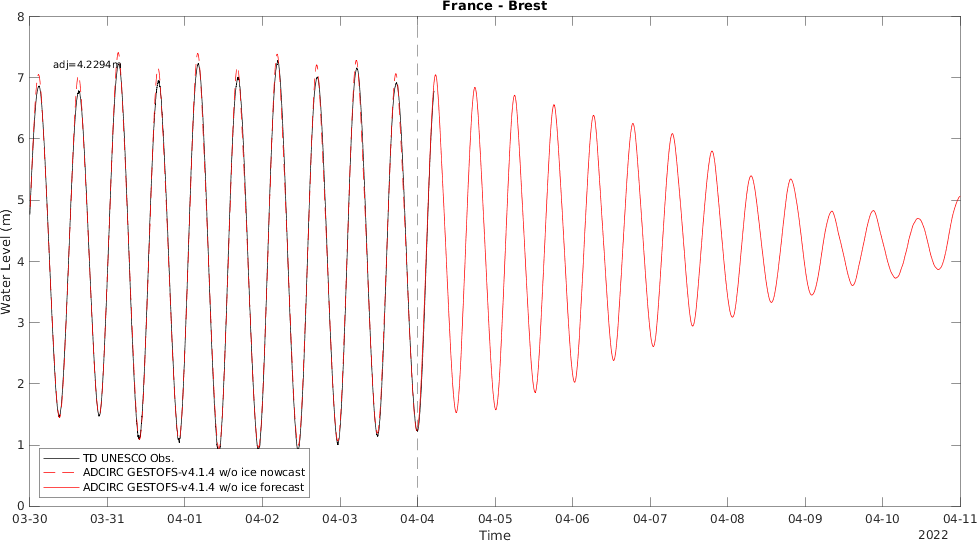 France - Brest
8
7
6
5
4
3
2
1
0
Water Level (m)
adj=4.2294m
TD UNESCO Obs.
ADCIRC GESTOFS-v4.1.4 w/o ice nowcast
ADCIRC GESTOFS-v4.1.4 w/o ice forecast
03-30 03-31 04-01 04-02 04-03 04-04 04-05 04-06 04-07 04-08 04-09 04-10 04-11
Time
2022